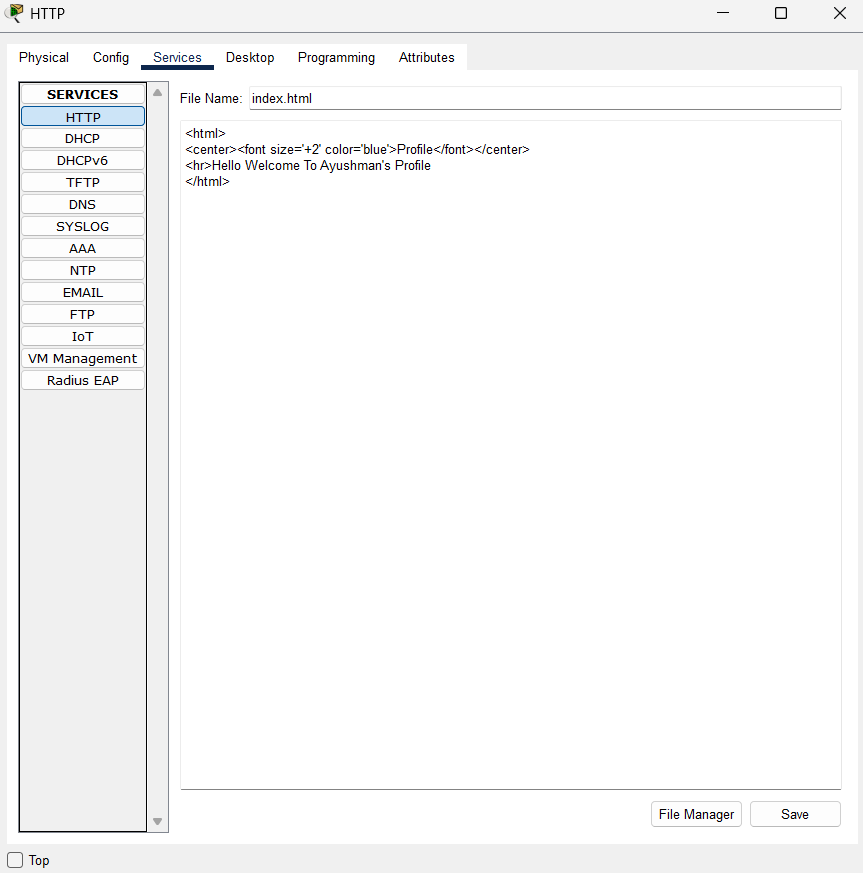 HTTP
Physical Config Services Desktop Programming Attributes
SERVICES
HTTP
DHCP
DHCPv6
TFTP
DNS
SYSLOG
AAA
NTP
EMAIL
FTP
IoT
VM Management
Radius EAP
File Name: index.html
<html>
<center><font size='+2' color='blue'>Profile</font></center>
<hr>Hello Welcome To Ayushman's Profile
</html>
File Manager Save
Top